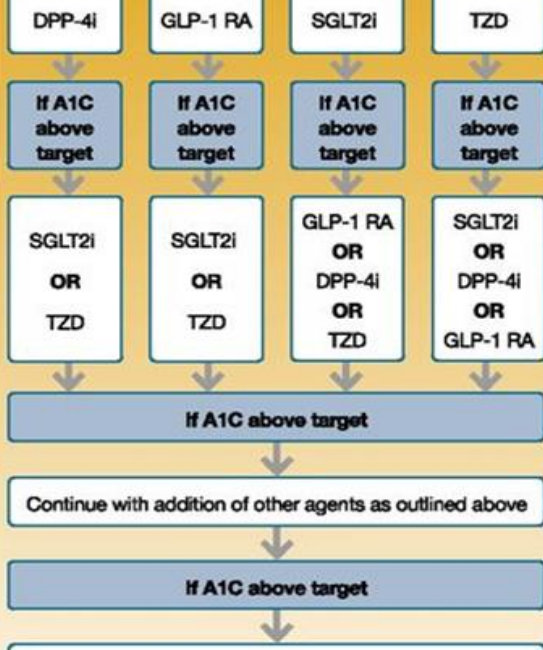 DPP-4i
GLP-1 RA
SGLT2i
TZD
If A1C
above
target
If A1C
above
target
If A1C
above
target
If A1C
above
target
SGLT2i
OR
TZD
SGLT2i
OR
TZD
GLP-1 RA
OR
DPP-4i
OR
TZD
SGLT2i
OR
DPP-4i
OR
GLP-1 RA
If A1C above target
Continue with addition of other agents as outlined above
If A1C above target